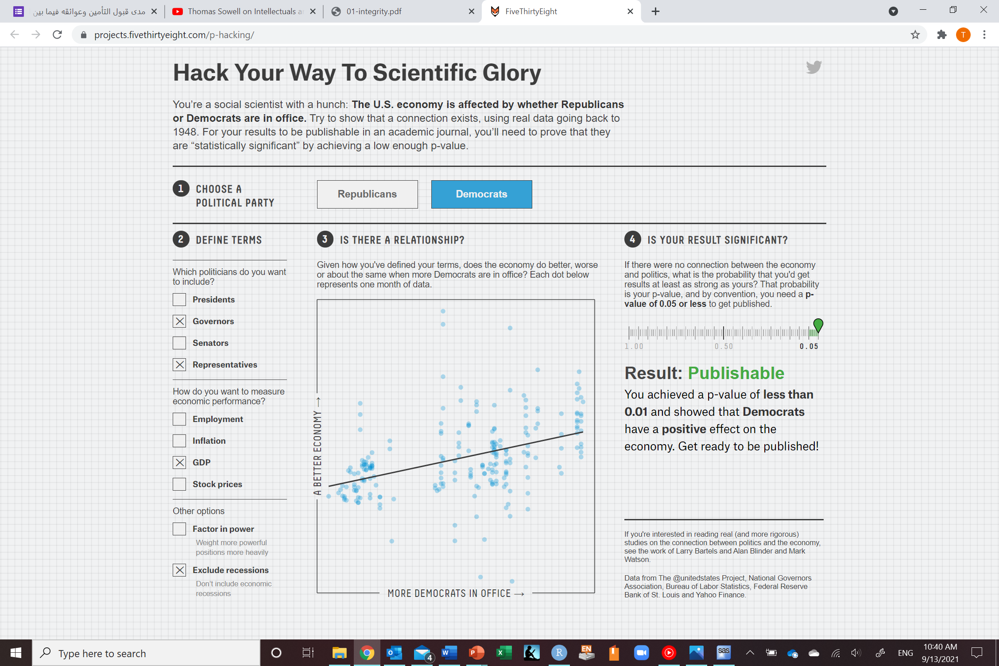 مدى قبول التأمين وعوائقه فيما بين
Thomas Sowell on Intellectuals a
01-integrity.pdf
FiveThirtyEight
projects.fivethirtyeight.com/p-hacking/
T
Hack Your Way To Scientific Glory
You’re a social scientist with a hunch: The U.S. economy is affected by whether Republicans
or Democrats are in office. Try to show that a connection exists, using real data going back to
1948. For your results to be publishable in an academic journal, you’ll need to prove that they
are “statistically significant” by achieving a low enough p-value.
1 CHOOSE A
POLITICAL PARTY
Republicans
Democrats
2 DEFINE TERMS
Which politicians do you want
to include?
Presidents
Governors
Senators
Representatives
How do you want to measure
economic performance?
Employment
Inflation
GDP
Stock prices
Other options
Factor in power
Weight more powerful
positions more heavily
Exclude recessions
Don’t include economic
recessions
3 IS THERE A RELATIONSHIP?
Given how you've defined your terms, does the economy do better, worse
or about the same when more Democrats are in office? Each dot below
represents one month of data.
A BETTER ECONOMY →
MORE DEMOCRATS IN OFFICE →
4 IS YOUR RESULT SIGNIFICANT?
If there were no connection between the economy
and politics, what is the probability that you'd get
results at least as strong as yours? That probability
is your p-value, and by convention, you need a p-
value of 0.05 or less to get published.
1.00 0.50 0.05
Result: Publishable
You achieved a p-value of less than
0.01 and showed that Democrats
have a positive effect on the
economy. Get ready to be published!
If you're interested in reading real (and more rigorous)
studies on the connection between politics and the economy,
see the work of Larry Bartels and Alan Blinder and Mark
Watson.
Data from The @unitedstates Project, National Governors
Association, Bureau of Labor Statistics, Federal Reserve
Bank of St. Louis and Yahoo Finance.
Type here to search
4
EN
R
sas
ENG
10:40 AM
9/13/2021